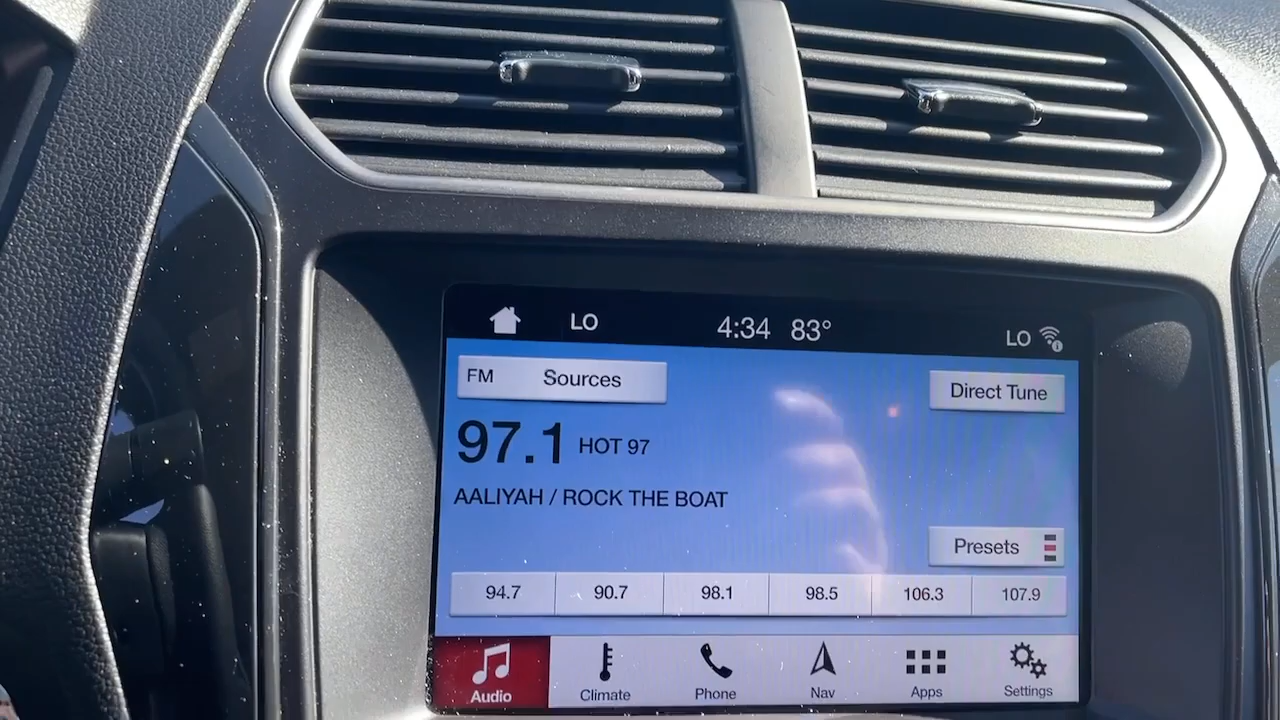 LO 4:34 83° LO
FM Sources
Direct Tune
97.1 HOT 97
AALIYAH / ROCK THE BOAT
Presets
94.7 90.7 98.1 98.5 106.3 107.9
Audio Climate Phone Nav Apps Settings